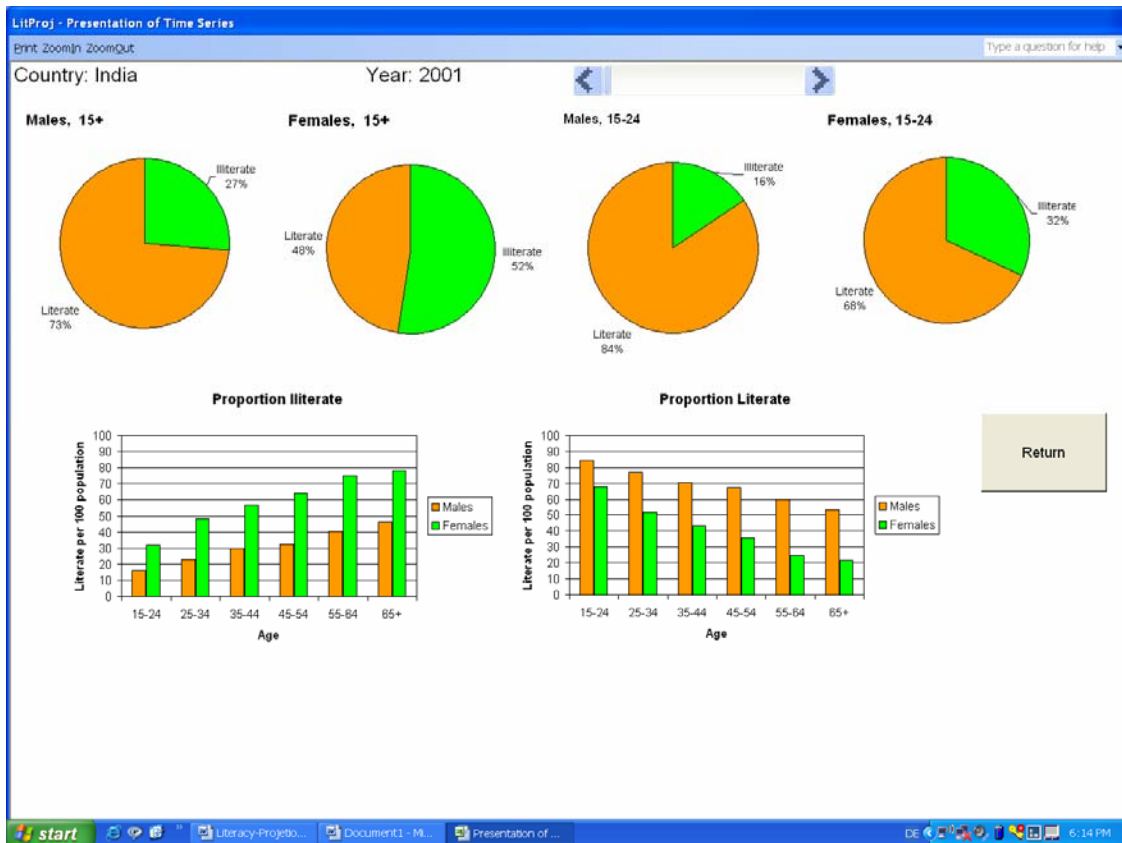 LitProj - Presentation of Time Series
Print ZoomIn ZoomOut
Type a question for help
Country: India
Year: 2001
Males, 15+
Females, 15+
Males, 15-24
Females, 15-24
Illiterate
27%
Literate
73%
Literate
48%
Illiterate
52%
Illiterate
16%
Literate
84%
Illiterate
32%
Literate
68%
Proportion Illiterate
Literate per 100 population
100
90
80
70
60
50
40
30
20
10
0
15-24 25-34 35-44 45-54 55-64 65+
Age
Males
Females
Proportion Literate
Literate per 100 population
100
90
80
70
60
50
40
30
20
10
0
15-24 25-34 35-44 45-54 55-64 65+
Age
Males
Females
Return
start
Literacy-Projetio...
Document1 - Mi...
Presentation of ...
DE
6:14 PM